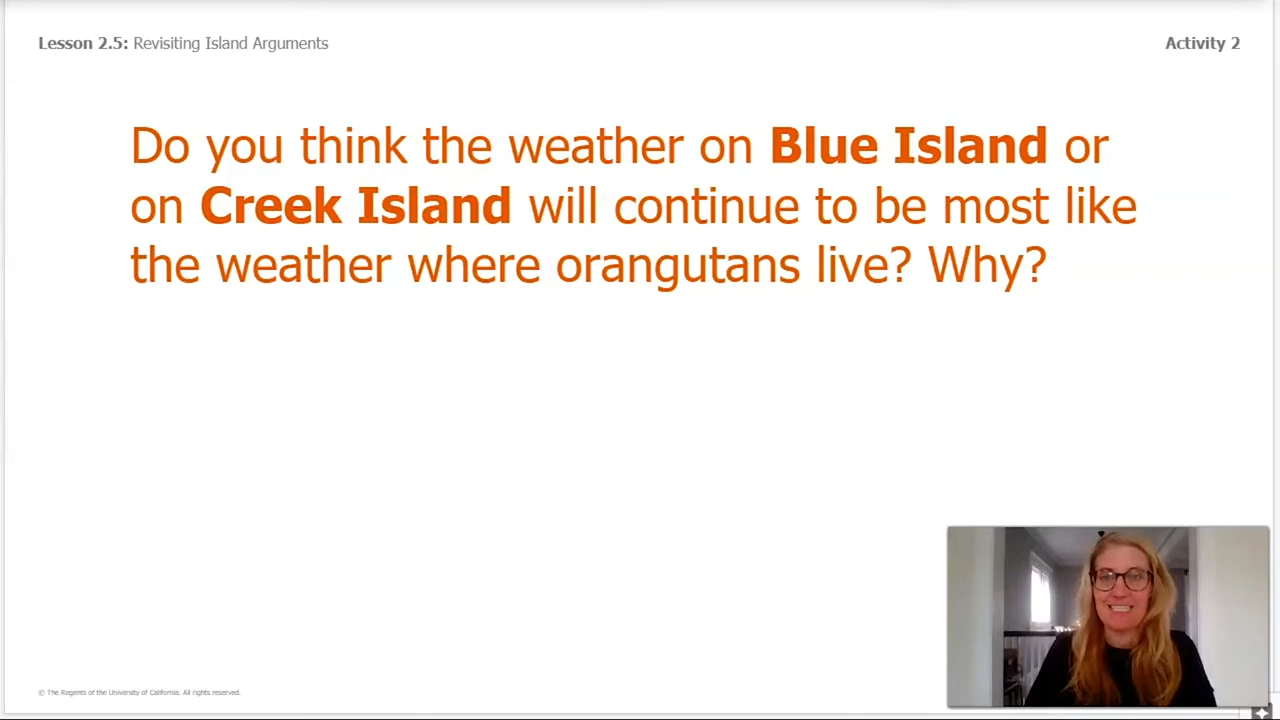 Lesson 2.5: Revisiting Island Arguments
Activity 2
Do you think the weather on Blue Island or
on Creek Island will continue to be most like
the weather where orangutans live? Why?
© The Regents of the University of California. All rights reserved.